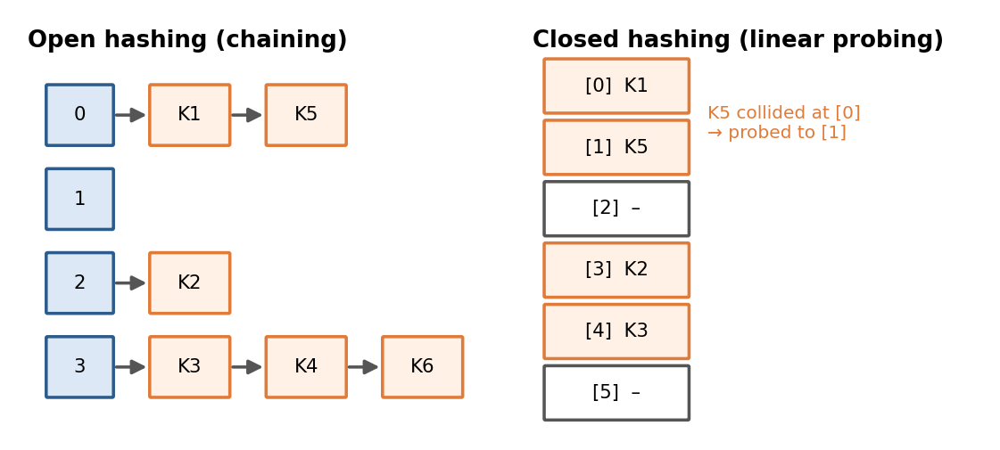 Open hashing (chaining)
0 K1 K5
1
2 K2
3 K3 K4 K6
Closed hashing (linear probing)
[0] K1
[1] K5
[2] –
[3] K2
[4] K3
[5] –
K5 collided at [0]
→ probed to [1]